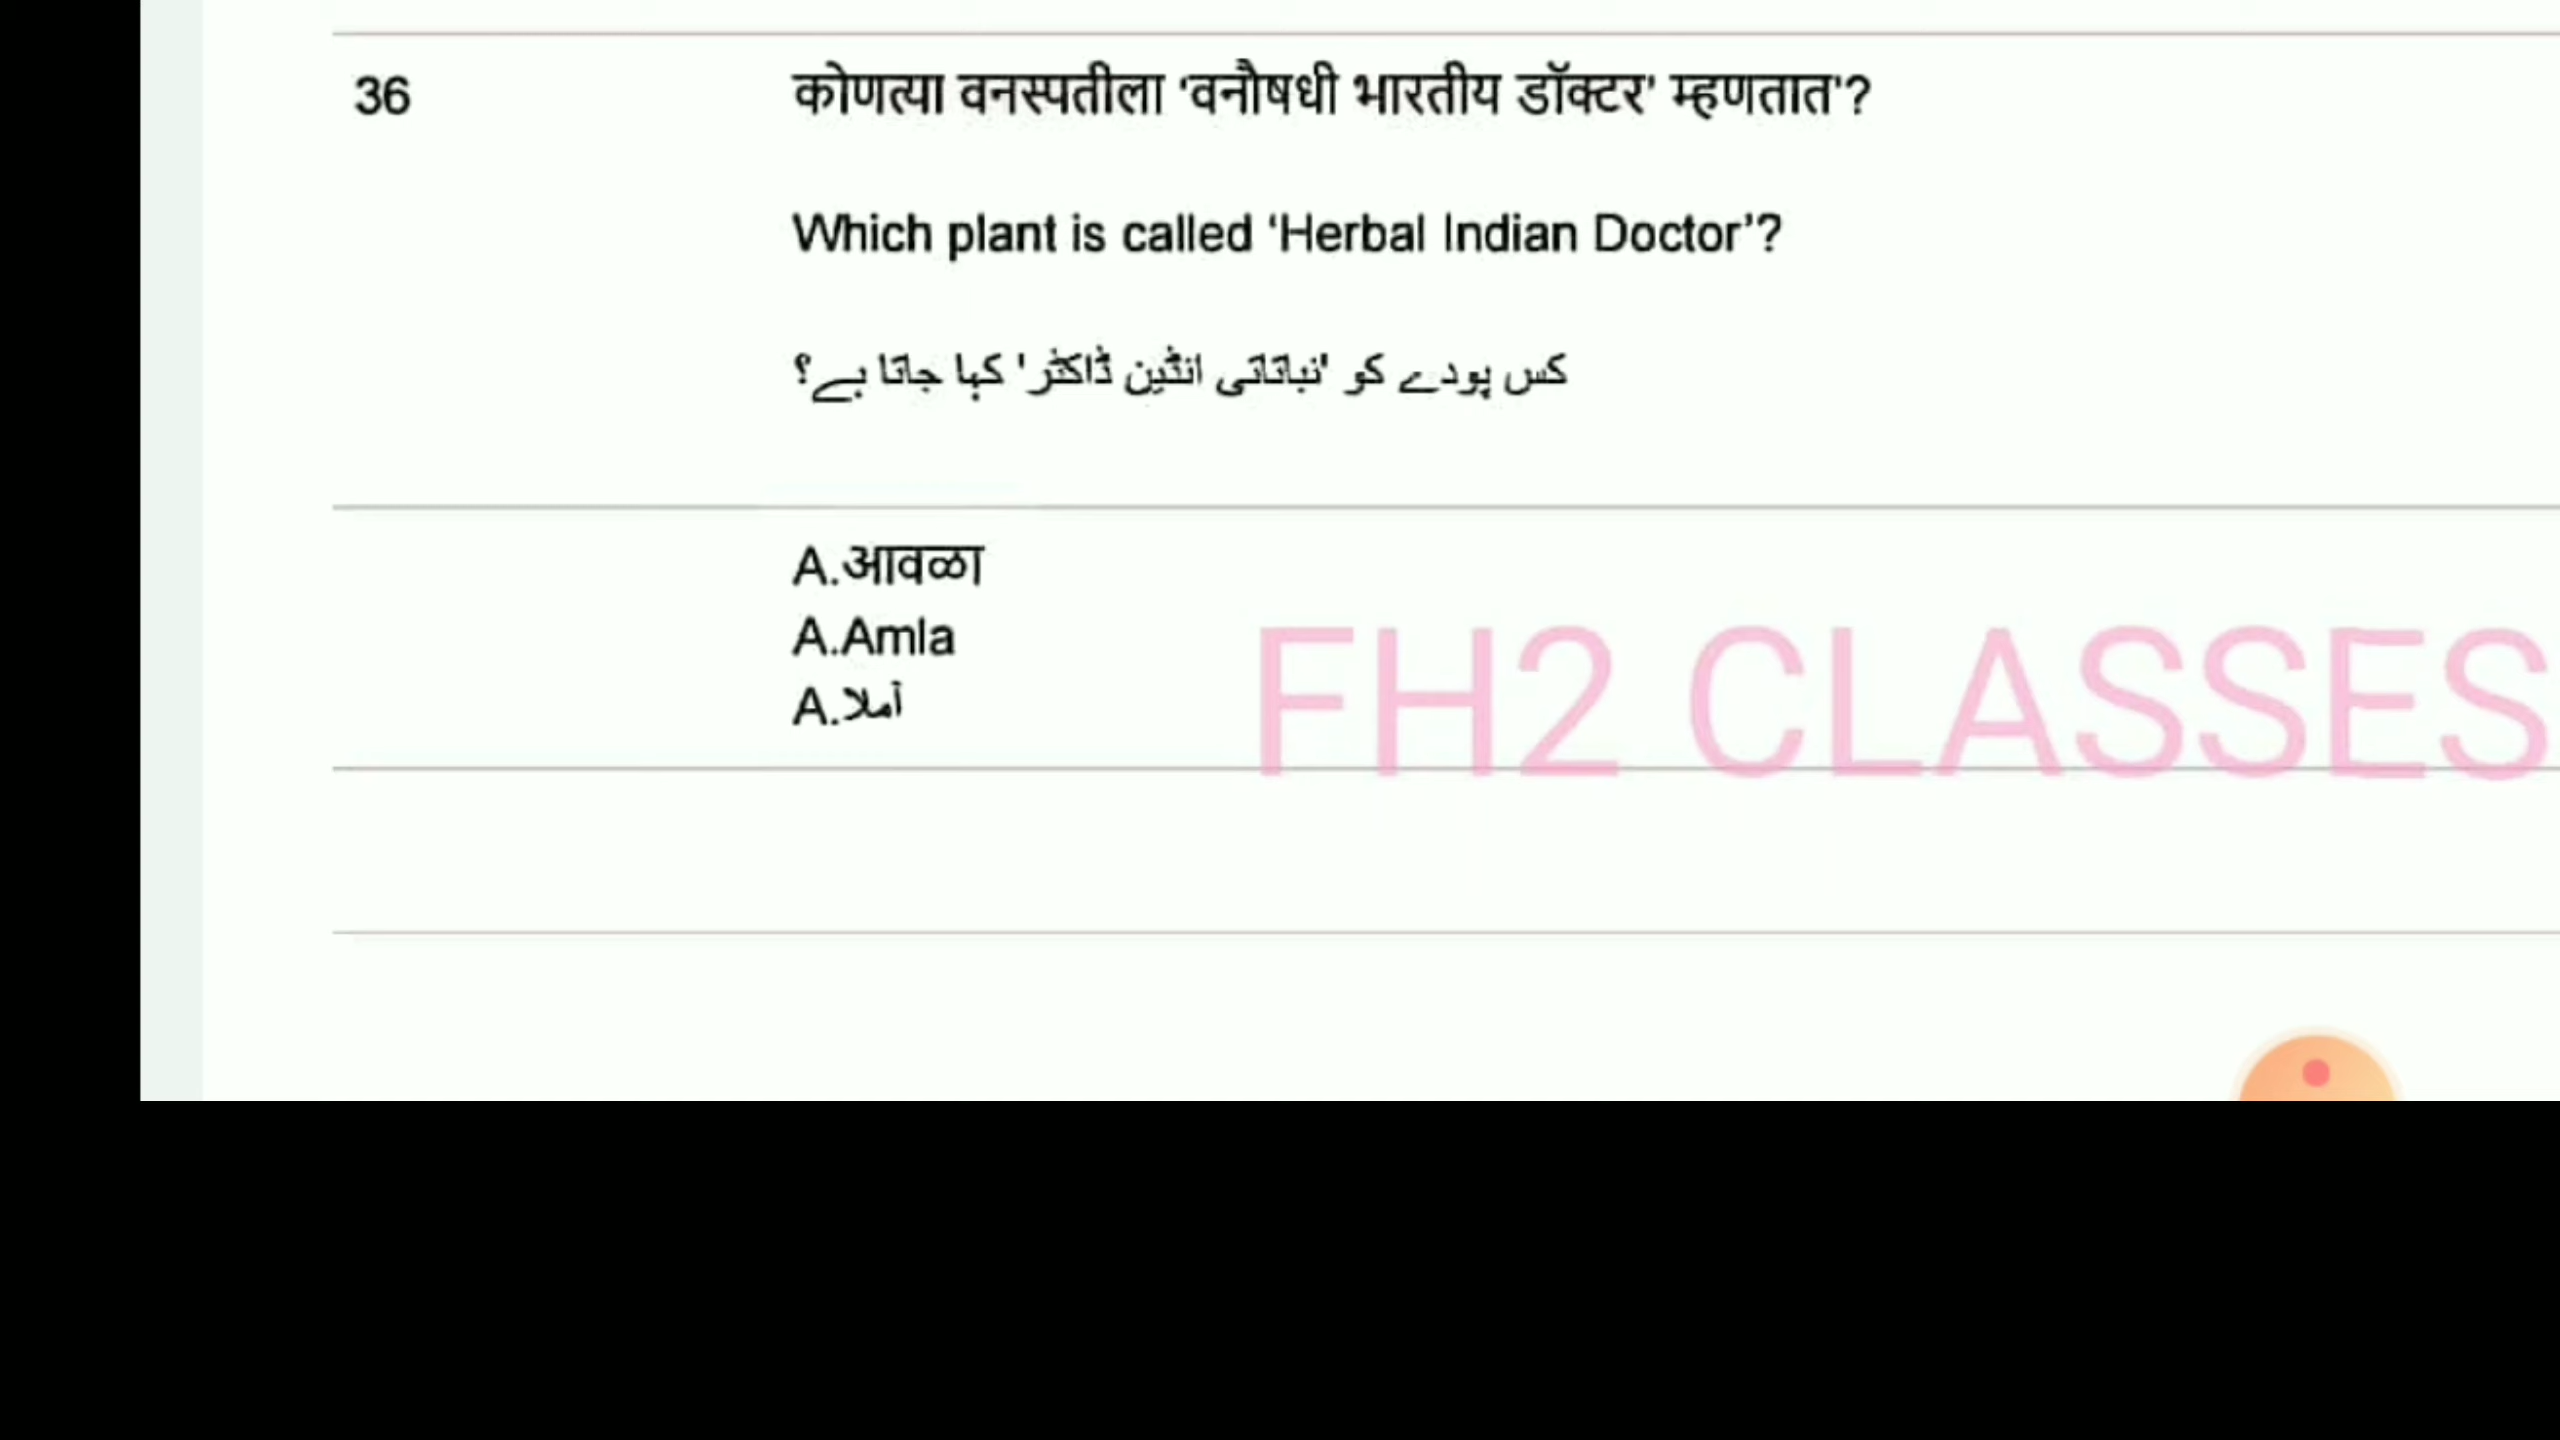 36
कोणत्या वनस्पतीला ‘वनौषधी भारतीय डॉक्टर’ म्हणतात'?
Which plant is called ‘Herbal Indian Doctor’?
کس پودے کو 'نباتاتی انڈین ڈاکٹر' کہا جاتا ہے؟
A.आवळा
A.Amla
A.آملا
FH2 CLASSES